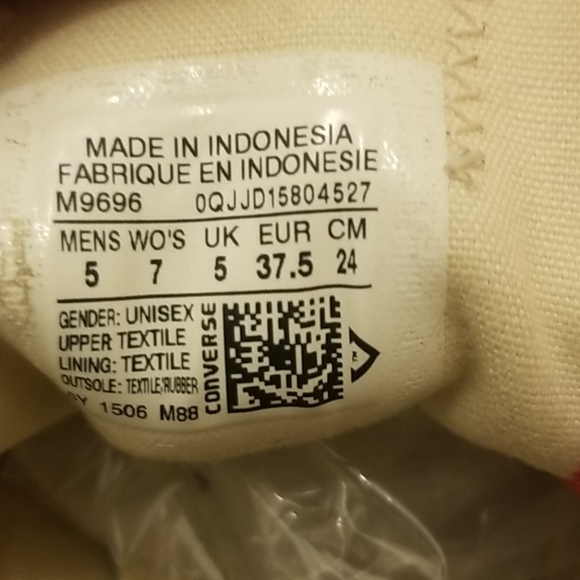 MADE IN INDONESIA
FABRIQUE EN INDONESIE
M9696 0QJJD15804527
MENS WO'S UK EUR CM
5 7 5 37.5 24
GENDER: UNISEX
UPPER TEXTILE
LINING: TEXTILE
OUTSOLE: TEXTILE/RUBBER
1506 M88
CONVERSE
TM